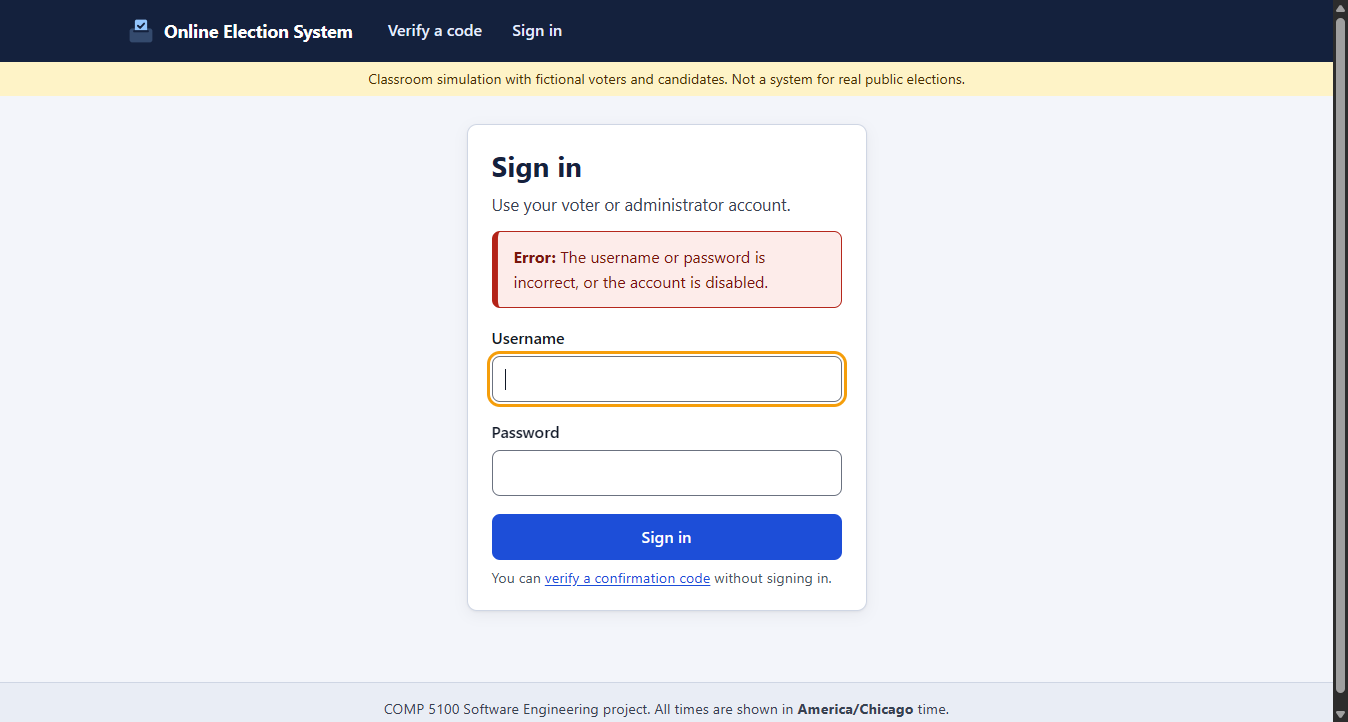 Online Election System
Verify a code
Sign in
Classroom simulation with fictional voters and candidates. Not a system for real public elections.
Sign in
Use your voter or administrator account.
Error: The username or password is
incorrect, or the account is disabled.
Username
Password
Sign in
You can verify a confirmation code without signing in.
COMP 5100 Software Engineering project. All times are shown in America/Chicago time.